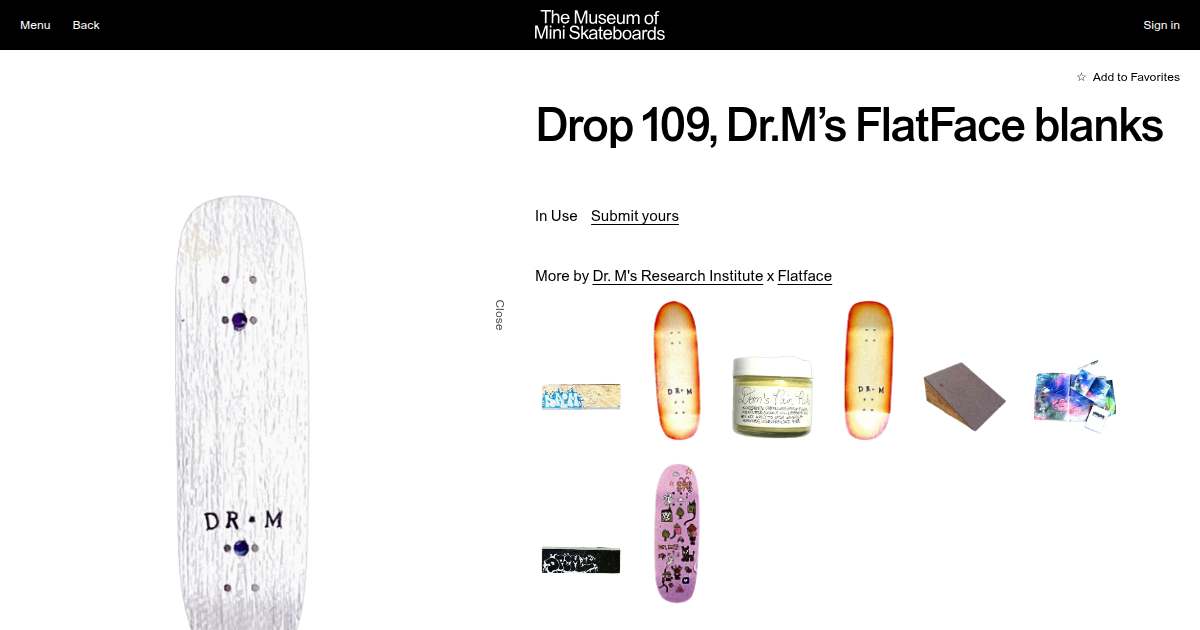 Menu Back
The Museum of
Mini Skateboards
Sign in
☆ Add to Favorites
Drop 109, Dr.M’s FlatFace blanks
In Use Submit yours
More by Dr. M's Research Institute x Flatface
Close
DR•M
DR•M
DR•M